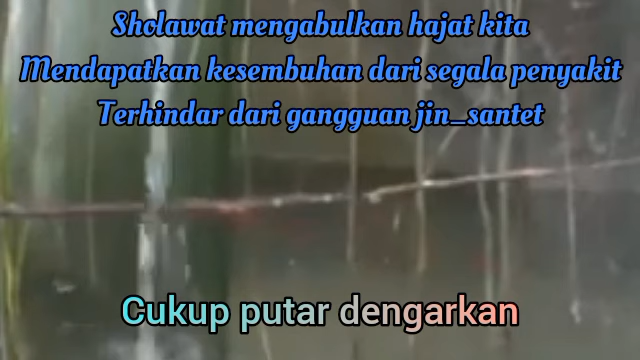 Sholawat mengabulkan hajat kita
Mendapatkan kesembuhan dari segala penyakit
Terhindar dari gangguan jin_santet
Cukup putar dengarkan